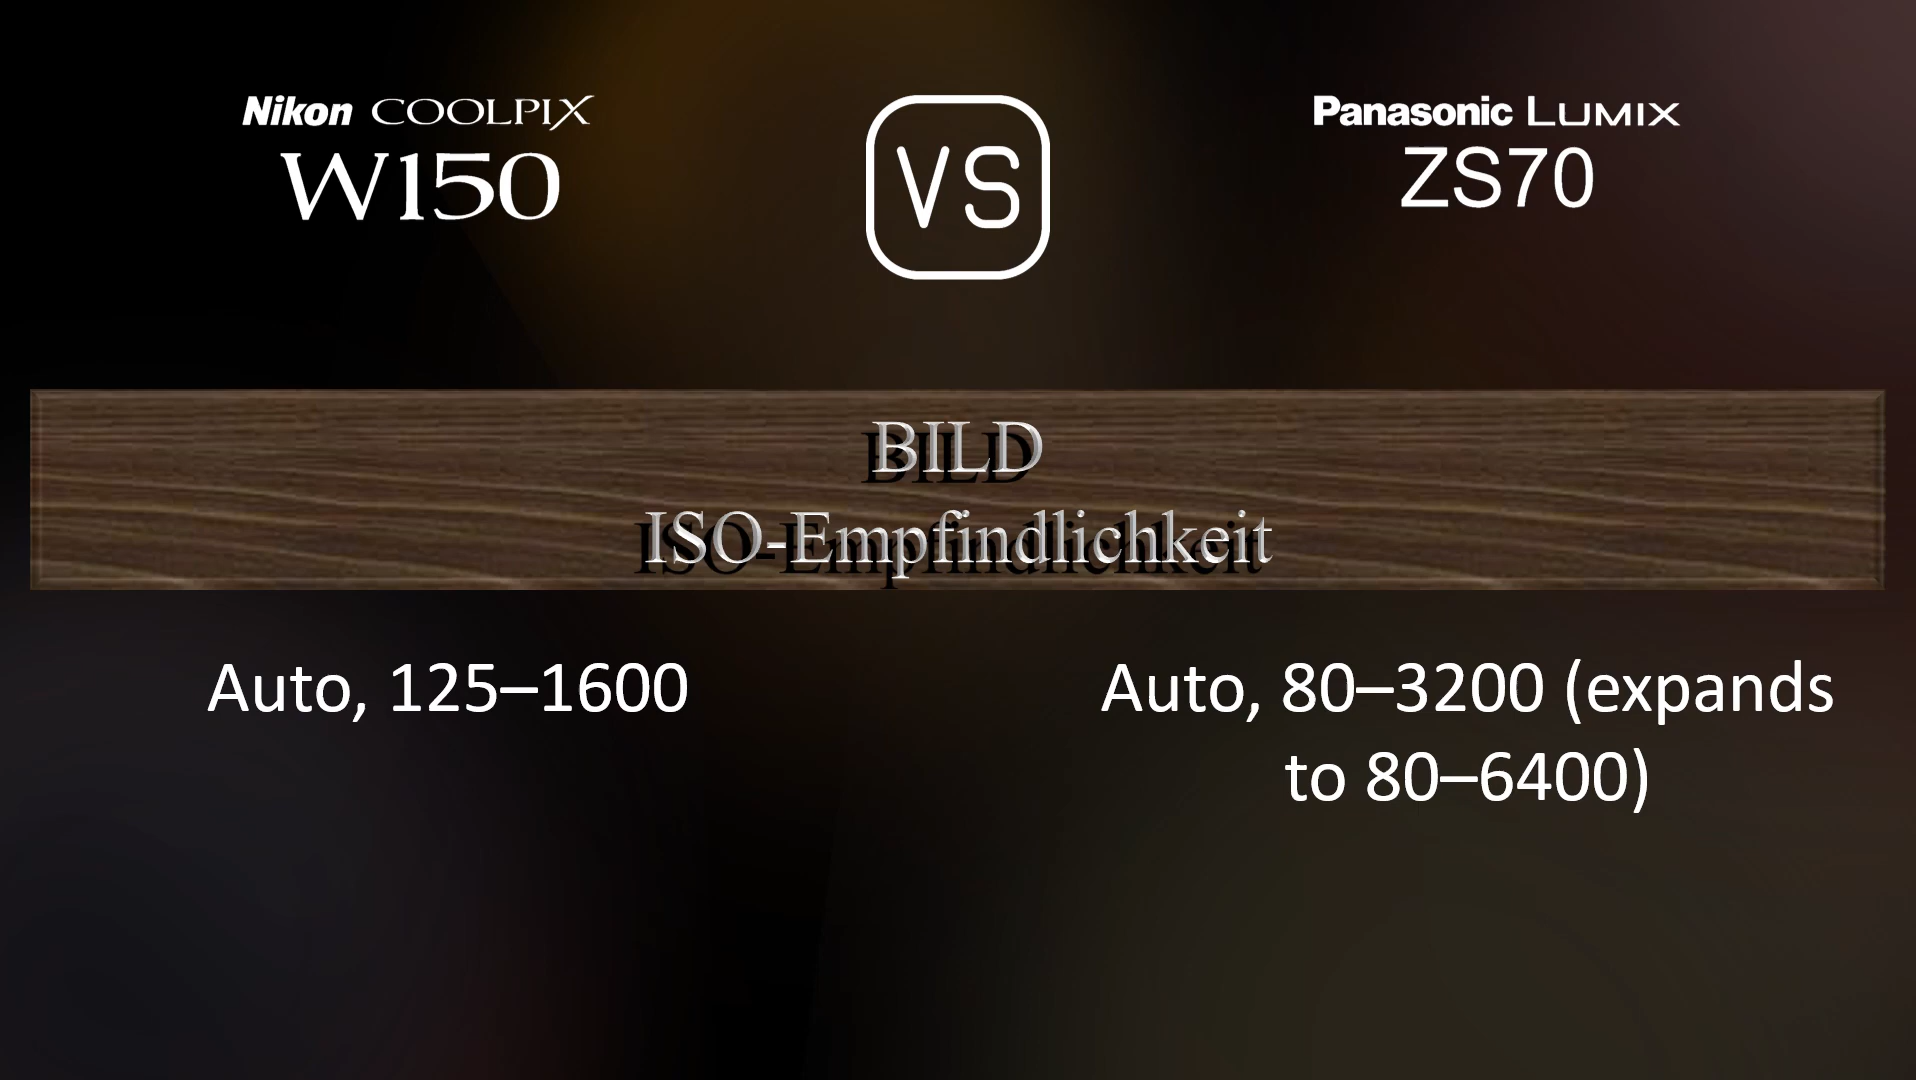 Nikon COOLPIX
W150
VS
Panasonic LUMIX
ZS70
BILD
ISO-Empfindlichkeit
Auto, 125–1600
Auto, 80–3200 (expands
to 80–6400)